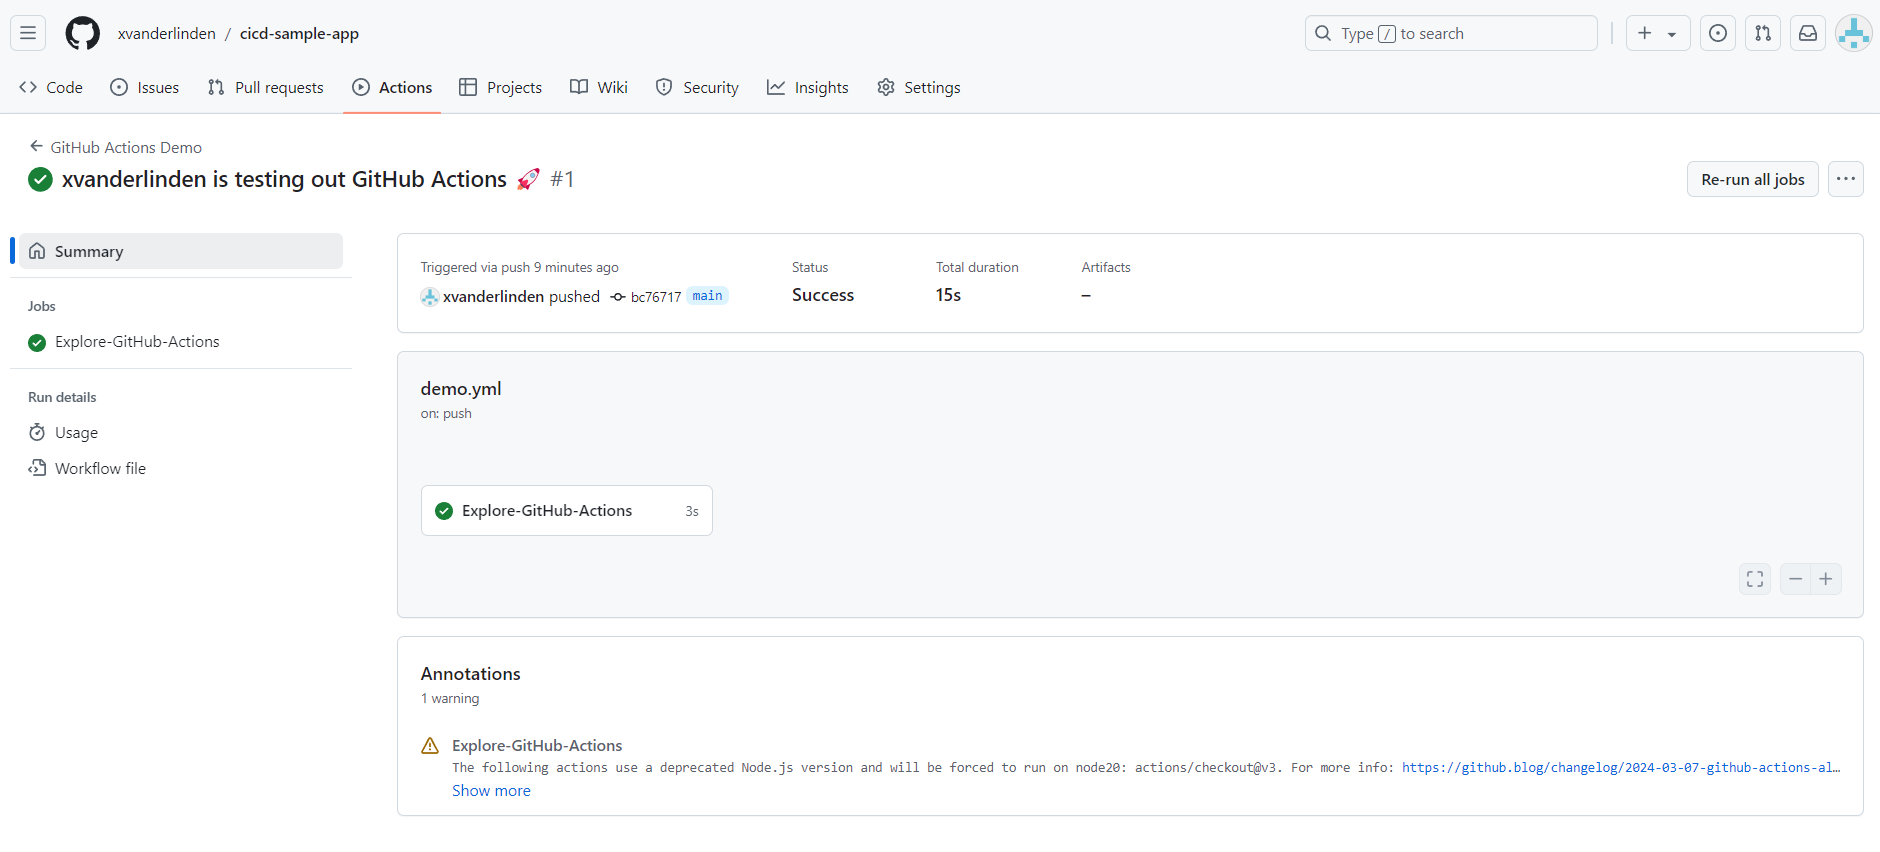 xvanderlinden / cicd-sample-app
Type / to search
Code Issues Pull requests Actions Projects Wiki Security Insights Settings
GitHub Actions Demo
xvanderlinden is testing out GitHub Actions 🚀 #1
Re-run all jobs
Summary
Jobs
Explore-GitHub-Actions
Run details
Usage
Workflow file
Triggered via push 9 minutes ago
xvanderlinden pushed bc76717 main
Status
Success
Total duration
15s
Artifacts
–
demo.yml
on: push
Explore-GitHub-Actions 3s
Annotations
1 warning
Explore-GitHub-Actions
The following actions use a deprecated Node.js version and will be forced to run on node20: actions/checkout@v3. For more info: https://github.blog/changelog/2024-03-07-github-actions-al…
Show more